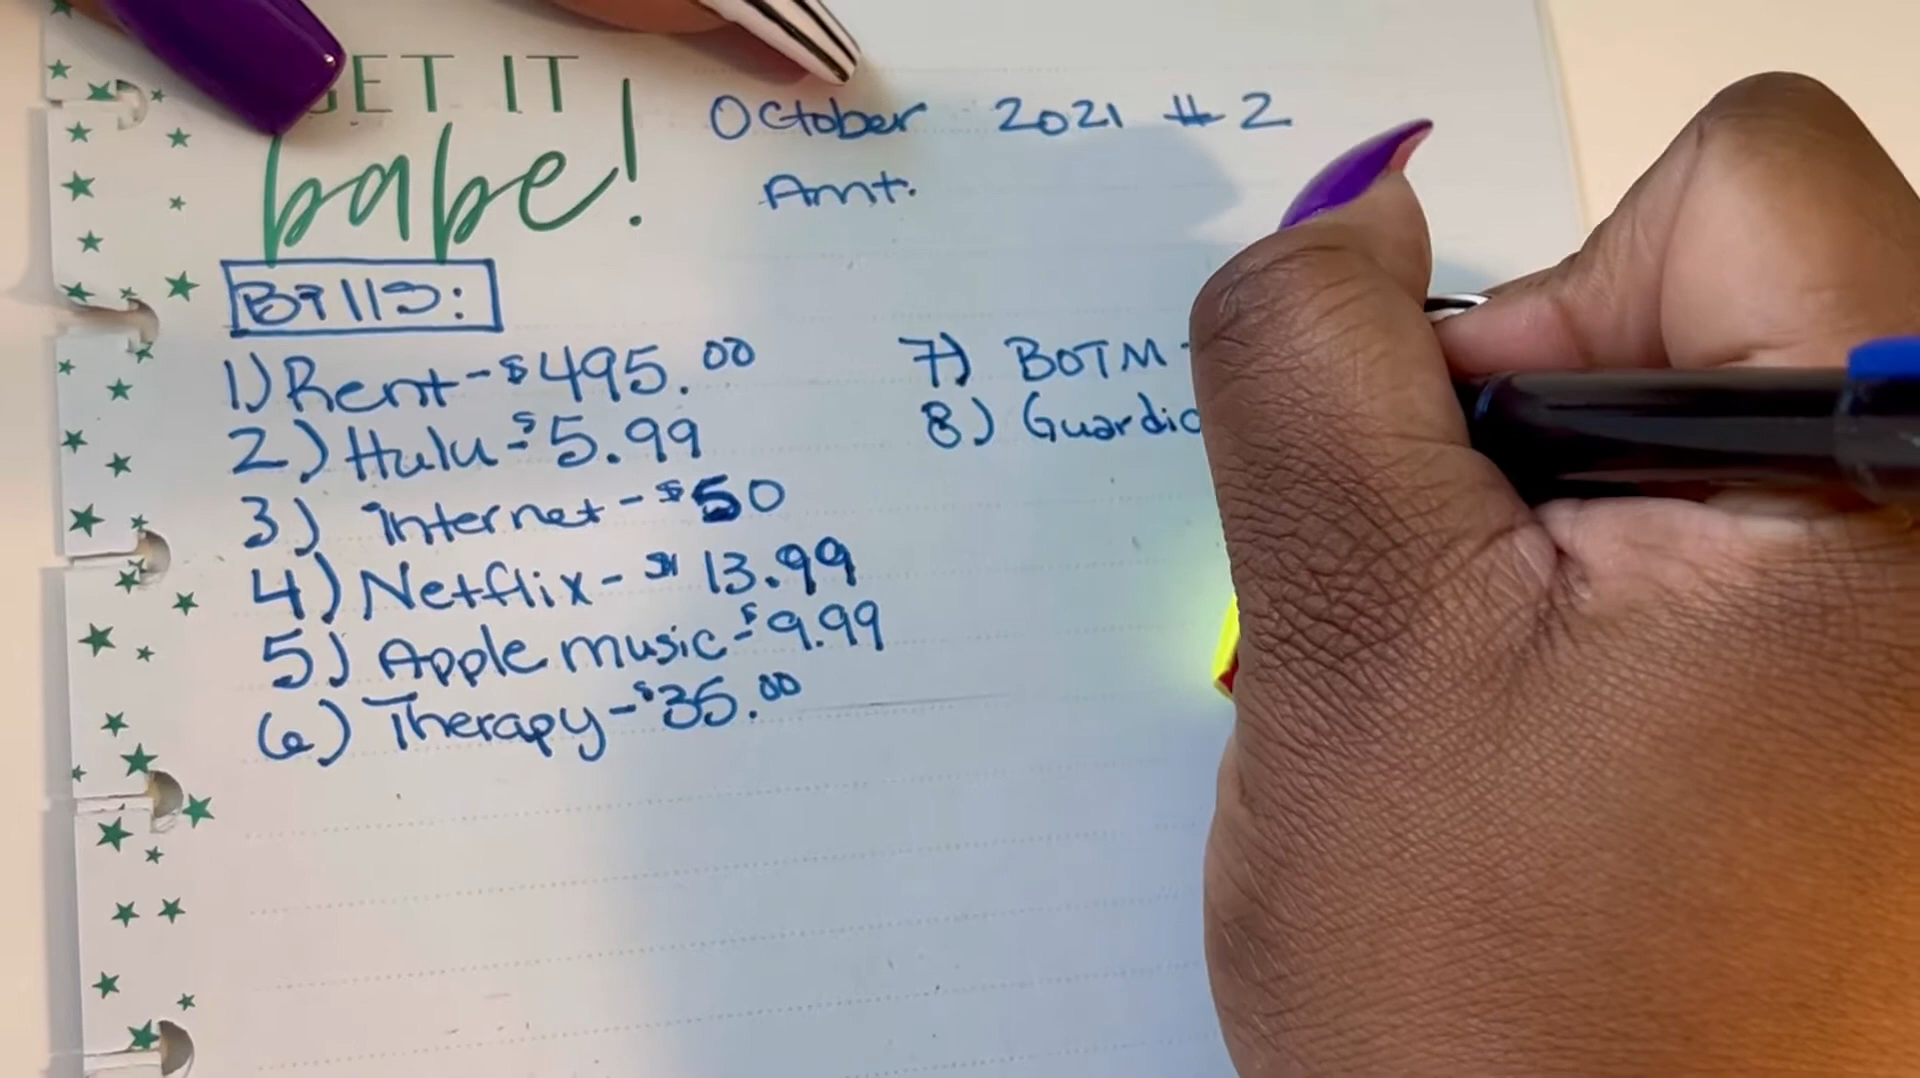 GET IT
babe!
October 2021 #2
Amt.
Bills:
1) Rent - $495.00
2) Hulu - $5.99
3) internet - $50
4) Netflix - $13.99
5) Apple music - $9.99
6) Therapy - $35.00
7) BOTM -
8)